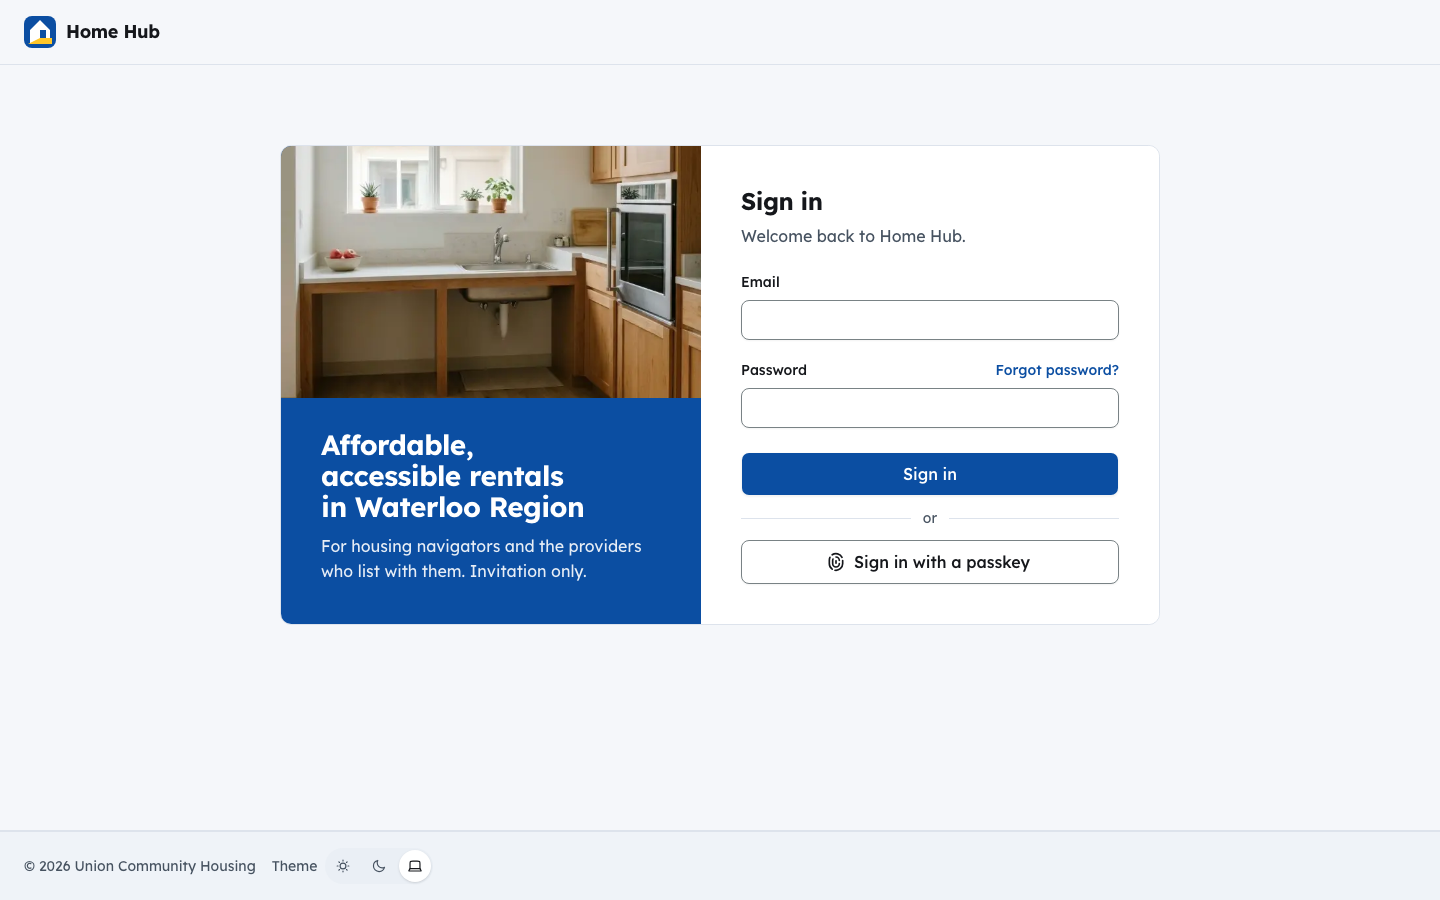 Home Hub
Affordable,
accessible rentals
in Waterloo Region
For housing navigators and the providers
who list with them. Invitation only.
Sign in
Welcome back to Home Hub.
Email
Password
Forgot password?
Sign in
or
Sign in with a passkey
© 2026 Union Community Housing
Theme